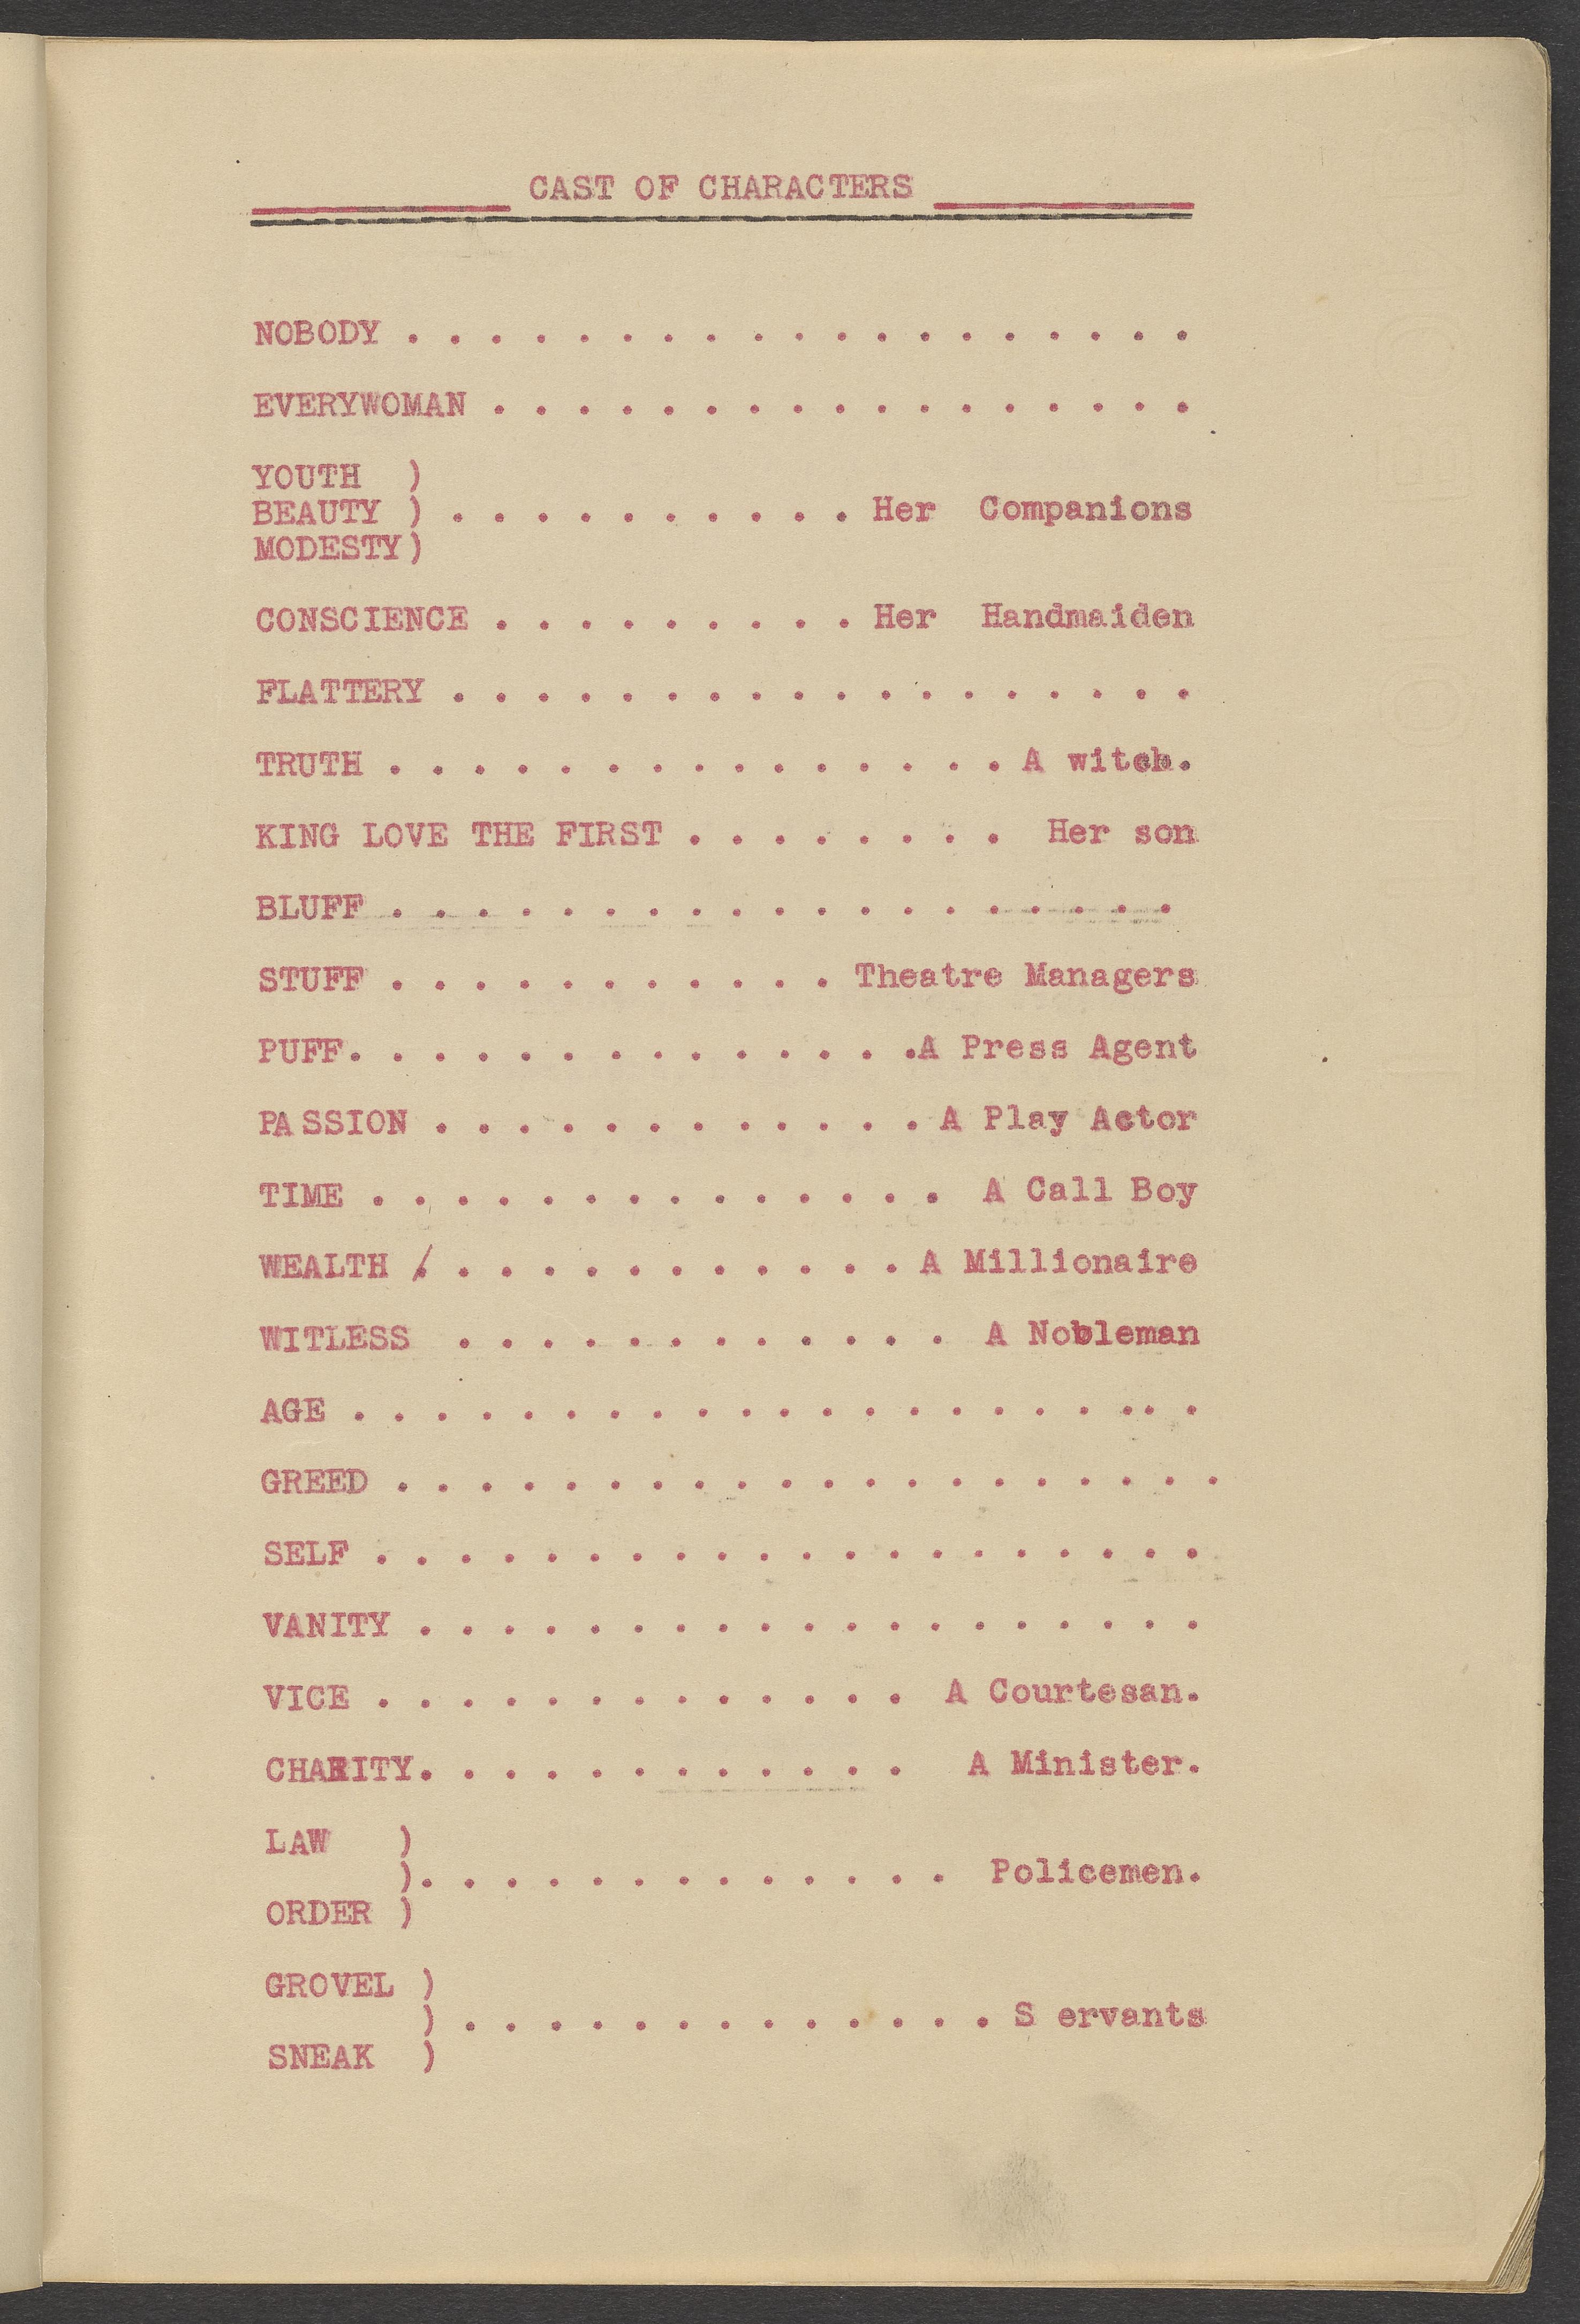 CAST OF CHARACTERS
NOBODY . . . . . . . . . . . . . . . . . . .
EVERYWOMAN . . . . . . . . . . . . . . . . .
YOUTH )
BEAUTY ) . . . . . . . . . . Her Companions
MODESTY)
CONSCIENCE . . . . . . . . . Her Handmaiden
FLATTERY . . . . . . . . . . . . . . . . . .
TRUTH . . . . . . . . . . . . . . . A witch.
KING LOVE THE FIRST . . . . . . . . Her son
BLUFF . . . . . . . . . . . . . . . . . . .
STUFF . . . . . . . . . . . Theatre Managers
PUFF. . . . . . . . . . . . . .A Press Agent
PASSION . . . . . . . . . . . . A Play Actor
TIME . . . . . . . . . . . . . . A Call Boy
WEALTH /. . . . . . . . . . . . A Millionaire
WITLESS . . . . . . . . . . . . A Nobleman
AGE . . . . . . . . . . . . . . . . . . . .. .
GREED . . . . . . . . . . . . . . . . . . . .
SELF . . . . . . . . . . . . . . . . . . . .
VANITY . . . . . . . . . . . . . . . . . . .
VICE . . . . . . . . . . . . . A Courtesan.
CHARITY. . . . . . . . . . . . A Minister.
LAW )
). . . . . . . . . . . . . Policemen.
ORDER )
GROVEL )
) . . . . . . . . . . . . . S ervants
SNEAK )